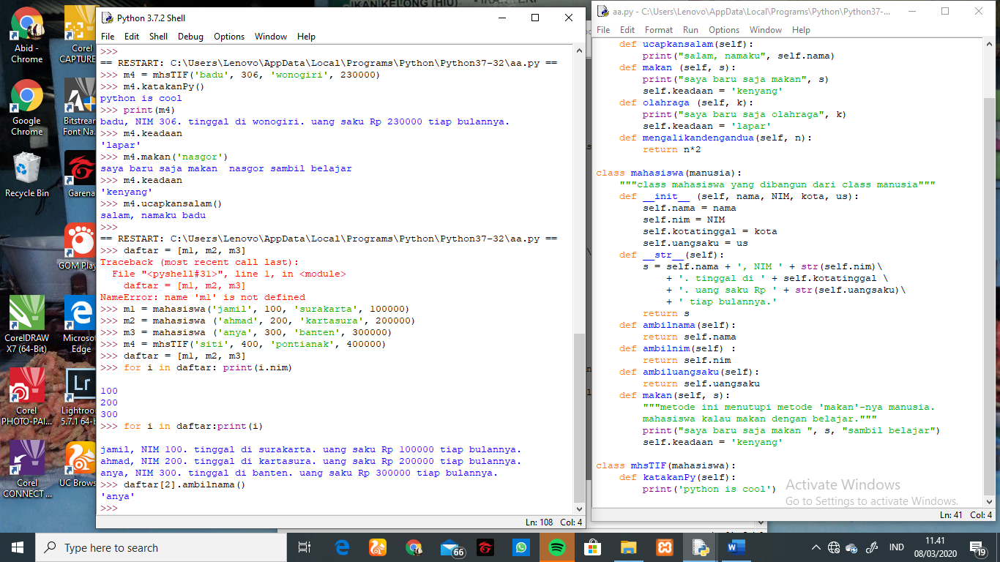 IKANIKELONG (HIU)
Abid -
Chrome
Corel
CAPTURE...
Google
Chrome
Bitstream
Font Na...
Recycle Bin
Garena
GOM Play
CorelDRAW
X7 (64-Bit)
Microso
Edge
Corel
PHOTO-PAI...
Lightroo
5.7.1 64-b
Corel
CONNECT ...
UC Brows
Python 3.7.2 Shell
File Edit Shell Debug Options Window Help
>>>
== RESTART: C:\Users\Lenovo\AppData\Local\Programs\Python\Python37-32\aa.py ==
>>> m4 = mhsTIF('badu', 306, 'wonogiri', 230000)
>>> m4.katakanPy()
python is cool
>>> print(m4)
badu, NIM 306. tinggal di wonogiri. uang saku Rp 230000 tiap bulannya.
>>> m4.keadaan
'lapar'
>>> m4.makan('nasgor')
saya baru saja makan  nasgor sambil belajar
>>> m4.keadaan
'kenyang'
>>> m4.ucapkansalam()
salam, namaku badu
>>>
== RESTART: C:\Users\Lenovo\AppData\Local\Programs\Python\Python37-32\aa.py ==
>>> daftar = [m1, m2, m3]
Traceback (most recent call last):
  File "<pyshell#31>", line 1, in <module>
    daftar = [m1, m2, m3]
NameError: name 'm1' is not defined
>>> m1 = mahasiswa('jamil', 100, 'surakarta', 100000)
>>> m2 = mahasiswa ('ahmad', 200, 'kartasura', 200000)
>>> m3 = mahasiswa ('anya', 300, 'banten', 300000)
>>> m4 = mhsTIF('siti', 400, 'pontianak', 400000)
>>> daftar = [m1, m2, m3]
>>> for i in daftar: print(i.nim)
100
200
300
>>> for i in daftar:print(i)
jamil, NIM 100. tinggal di surakarta. uang saku Rp 100000 tiap bulannya.
ahmad, NIM 200. tinggal di kartasura. uang saku Rp 200000 tiap bulannya.
anya, NIM 300. tinggal di banten. uang saku Rp 300000 tiap bulannya.
>>> daftar[2].ambilnama()
'anya'
>>>
Ln: 108 Col: 4
aa.py - C:\Users\Lenovo\AppData\Local\Programs\Python\Python37-...
File Edit Format Run Options Window Help
    def ucapkansalam(self):
        print("salam, namaku", self.nama)
    def makan (self, s):
        print("saya baru saja makan", s)
        self.keadaan = 'kenyang'
    def olahraga (self, k):
        print("saya baru saja olahraga", k)
        self.keadaan = 'lapar'
    def mengalikandengandua(self, n):
        return n*2
class mahasiswa(manusia):
    """class mahasiswa yang dibangun dari class manusia"""
    def __init__ (self, nama, NIM, kota, us):
        self.nama = nama
        self.nim = NIM
        self.kotatinggal = kota
        self.uangsaku = us
    def __str__(self):
        s = self.nama + ', NIM ' + str(self.nim)\
            + '. tinggal di ' + self.kotatinggal \
            + '. uang saku Rp ' + str(self.uangsaku)\
            + ' tiap bulannya.'
        return s
    def ambilnama(self):
        return self.nama
    def ambilnim(self) :
        return self.nim
    def ambiluangsaku(self):
        return self.uangsaku
    def makan(self, s):
        """metode ini menutupi metode 'makan'-nya manusia.
        mahasiswa kalau makan dengan belajar."""
        print("saya baru saja makan ", s, "sambil belajar")
        self.keadaan = 'kenyang'
class mhsTIF(mahasiswa):
    def katakanPy(self):
        print('python is cool')
Activate Windows
Go to Settings to activate Windows.
Ln: 41 Col: 4
Type here to search
66
IND
11.41
08/03/2020
19